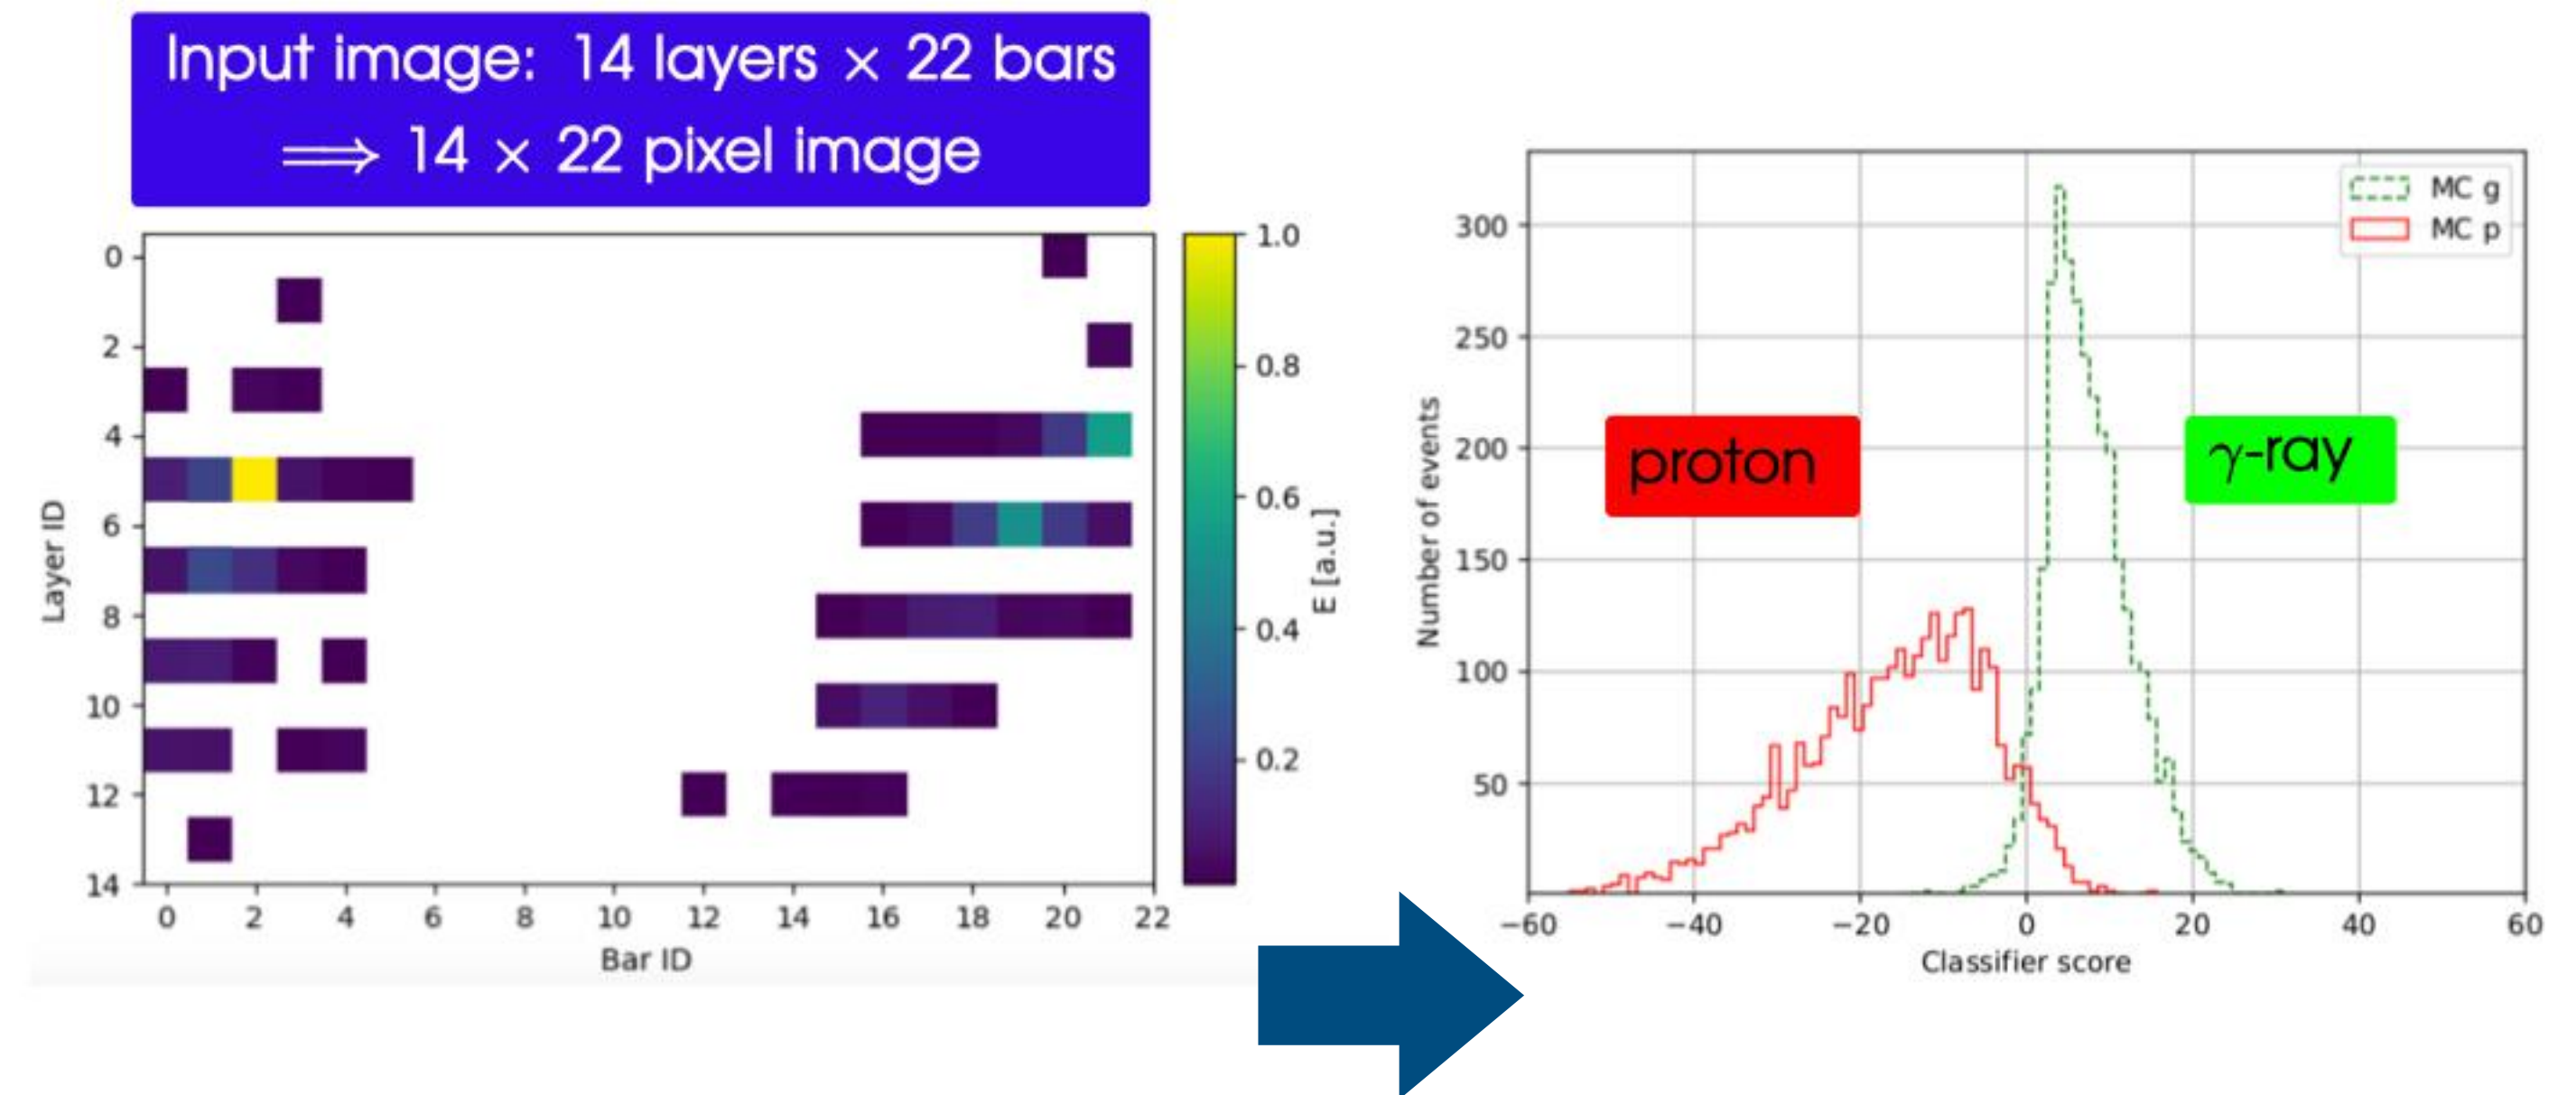 Input image: 14 layers × 22 bars
⟹ 14 × 22 pixel image
0
2
4
6
8
10
12
14
Layer ID
0 2 4 6 8 10 12 14 16 18 20 22
Bar ID
1.0
0.8
0.6
0.4
0.2
E [a.u.]
MC g
MC p
300
250
200
150
100
50
Number of events
proton
γ-ray
−60 −40 −20 0 20 40 60
Classifier score